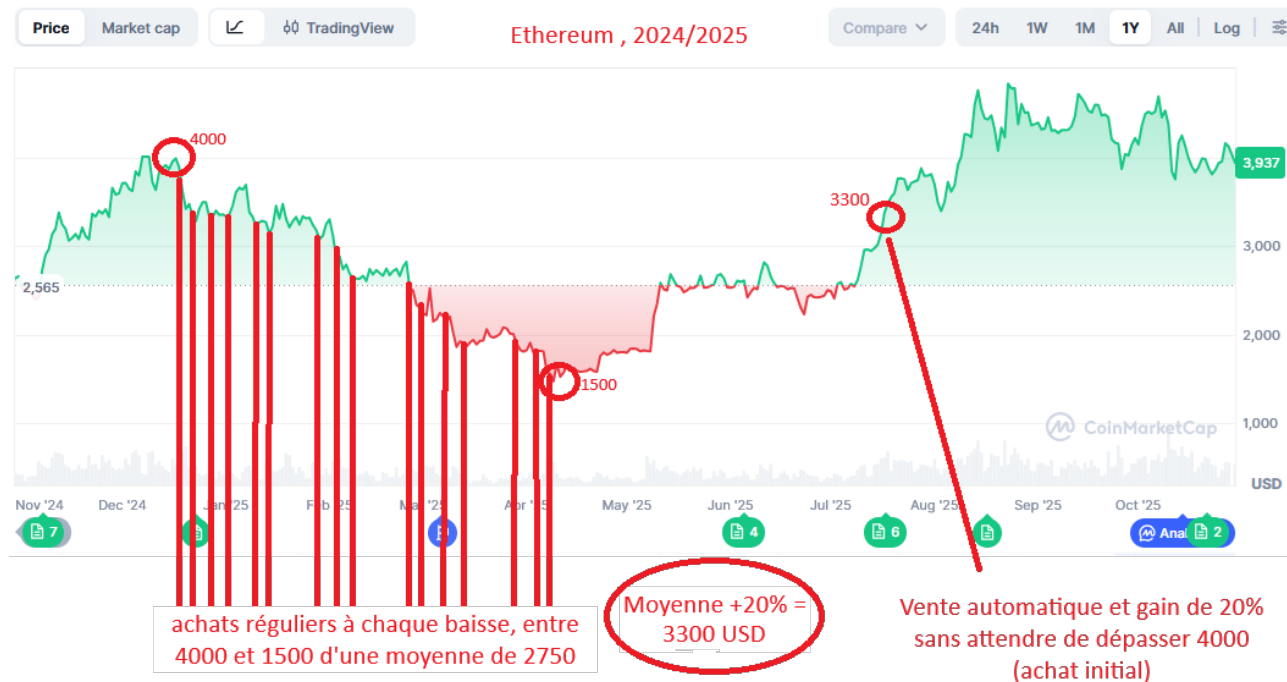 Price Market cap TradingView Ethereum , 2024/2025 Compare 24h 1W 1M 1Y All Log
4000
3,937
3300
3,000
2,565
2,000
1500
1,000
CoinMarketCap
USD
Nov '24 Dec '24 Jan '25 Feb '25 Mar '25 Apr '25 May '25 Jun '25 Jul '25 Aug '25 Sep '25 Oct '25
7 4 6 Anal 2
achats réguliers à chaque baisse, entre
4000 et 1500 d'une moyenne de 2750
Moyenne +20% =
3300 USD
Vente automatique et gain de 20%
sans attendre de dépasser 4000
(achat initial)